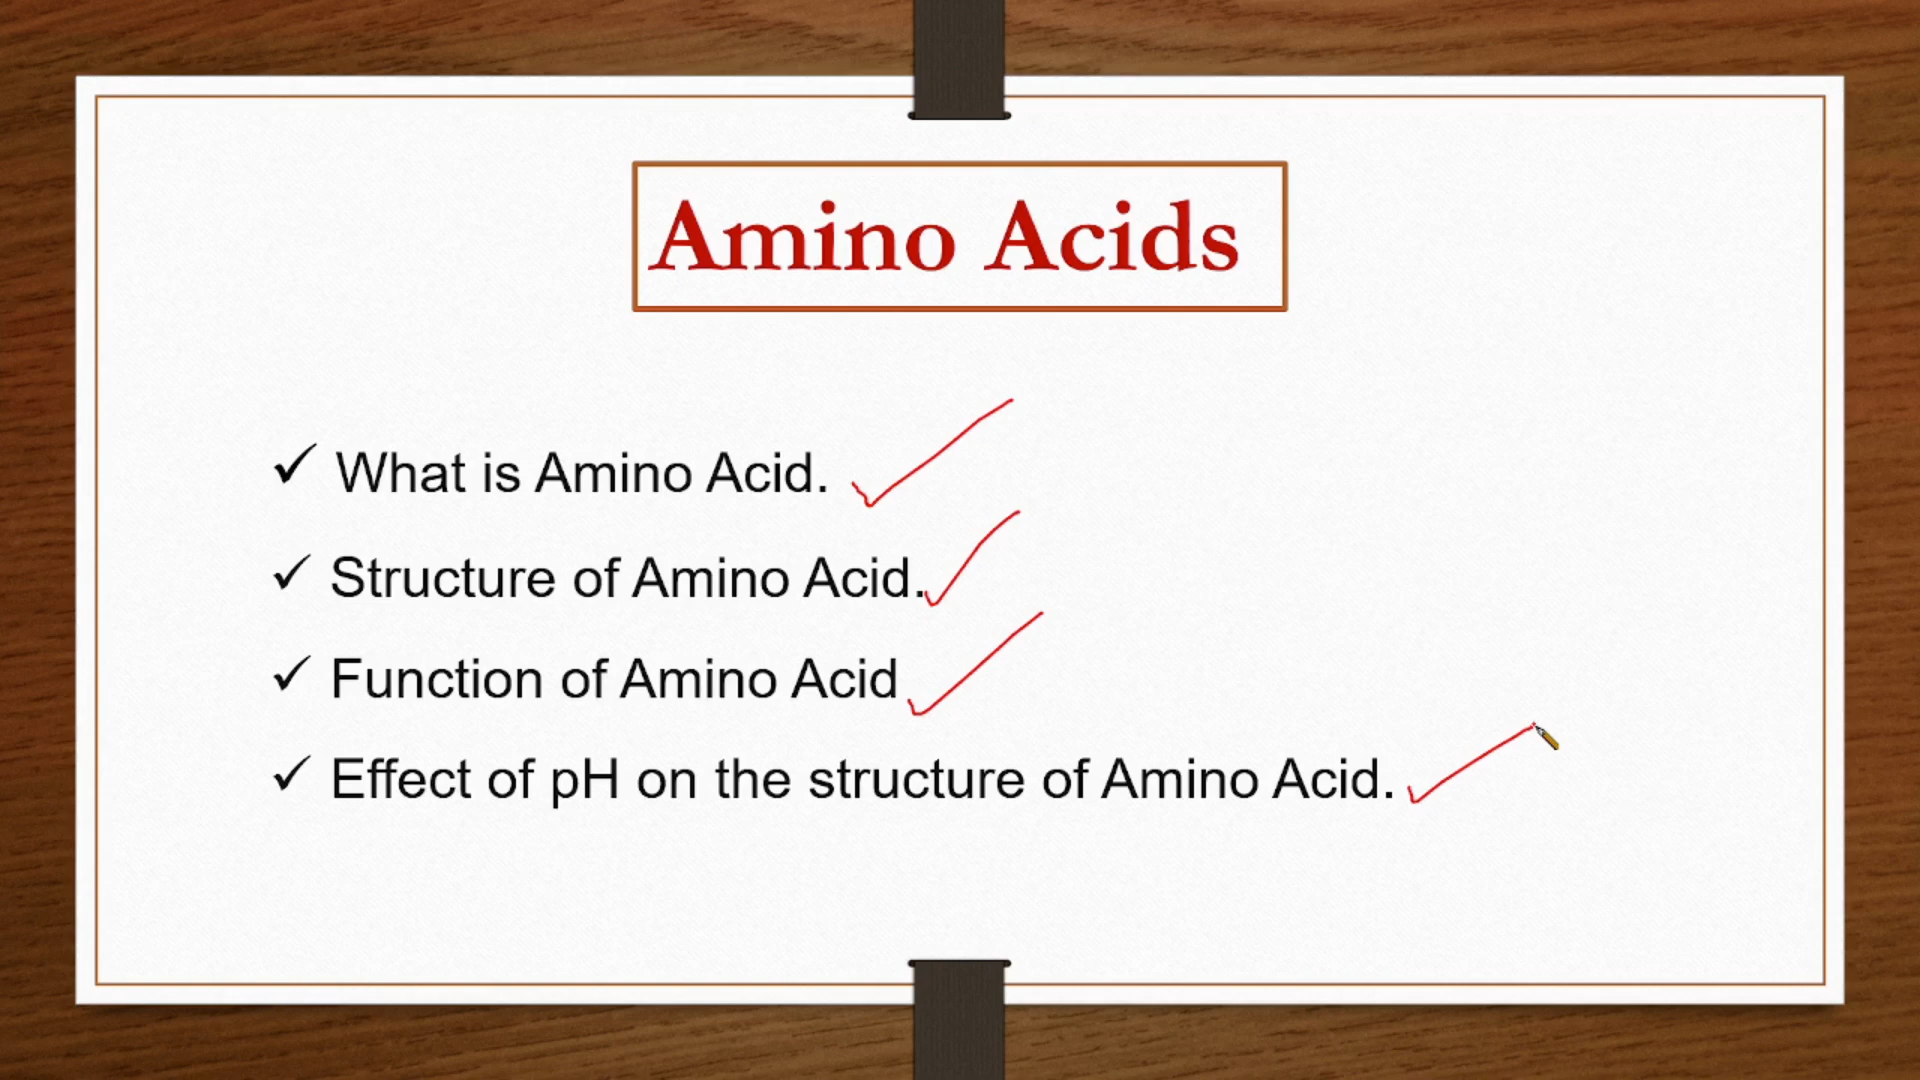 Amino Acids
✓ What is Amino Acid.
✓ Structure of Amino Acid.
✓ Function of Amino Acid
✓ Effect of pH on the structure of Amino Acid.